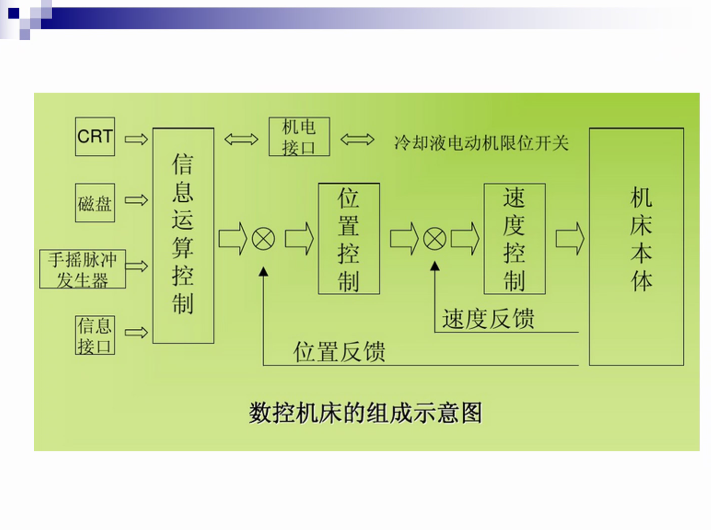 CRT
磁盘
手摇脉冲
发生器
信息
接口
信息运算控制
机电
接口
冷却液电动机限位开关
位置控制
速度控制
机床本体
速度反馈
位置反馈
数控机床的组成示意图